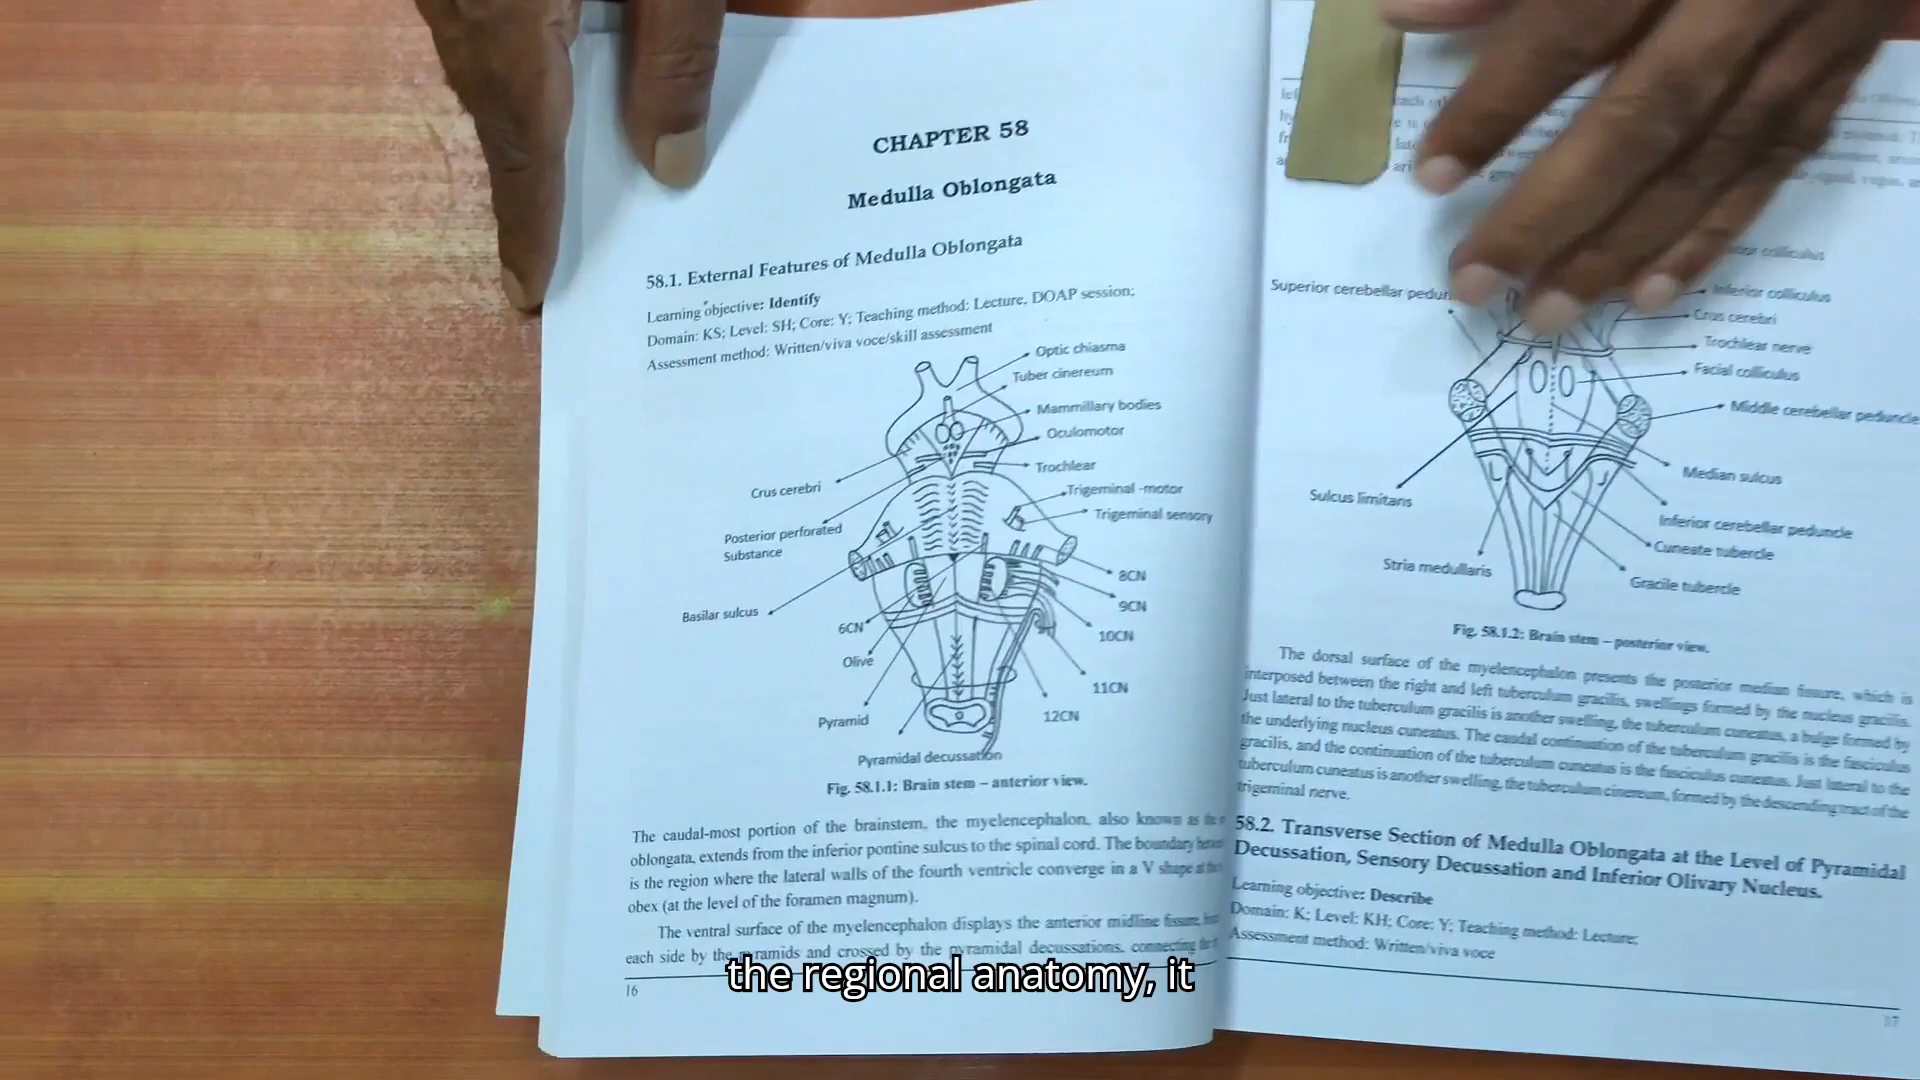 CHAPTER 58
Medulla Oblongata
58.1. External Features of Medulla Oblongata
Learning objective: Identify
Domain: KS; Level: SH; Core: Y; Teaching method: Lecture, DOAP session;
Assessment method: Written/viva voce/skill assessment
Optic chiasma
Tuber cinereum
Mammillary bodies
Oculomotor
Trochlear
Trigeminal -motor
Trigeminal sensory
Crus cerebri
Posterior perforated
Substance
Basilar sulcus
8CN
9CN
10CN
11CN
12CN
6CN
Olive
Pyramid
Pyramidal decussation
Fig. 58.1.1: Brain stem – anterior view.
The caudal-most portion of the brainstem, the myelencephalon, also known as
oblongata, extends from the inferior pontine sulcus to the spinal cord. The boundary
is the region where the lateral walls of the fourth ventricle converge in a V shape
obex (at the level of the foramen magnum).
The ventral surface of the myelencephalon displays the anterior midline fissure,
each side by the pyramids and crossed by the pyramidal decussations, connecting
16
colliculus
Superior cerebellar
Inferior colliculus
Crus cerebri
Trochlear nerve
Facial colliculus
Middle cerebellar peduncle
Median sulcus
Sulcus limitans
Inferior cerebellar peduncle
Cuneate tubercle
Stria medullaris
Gracile tubercle
Fig. 58.1.2: Brain stem – posterior view.
The dorsal surface of the myelencephalon presents the posterior median fissure, which is
interposed between the right and left tuberculum gracilis, swellings formed by the nucleus gracilis.
Just lateral to the tuberculum gracilis is another swelling, the tuberculum cuneatus, a bulge formed by
the underlying nucleus cuneatus. The caudal continuation of the tuberculum gracilis is the fasciculus
gracilis, and the continuation of the tuberculum cuneatus is the fasciculus cuneatus. Just lateral to the
tuberculum cuneatus is another swelling, the tuberculum cinereum, formed by the descending tract of the
trigeminal nerve.
58.2. Transverse Section of Medulla Oblongata at the Level of Pyramidal
Decussation, Sensory Decussation and Inferior Olivary Nucleus.
Learning objective: Describe
Domain: K; Level: KH; Core: Y; Teaching method: Lecture;
Assessment method: Written/viva voce
17
the regional anatomy, it